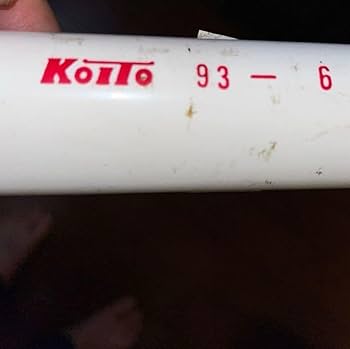 KoiTo 93 — 6